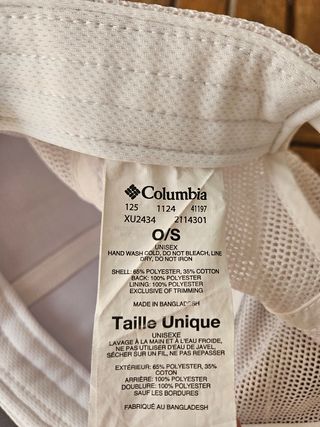 Columbia
125 1124 41197
XU2434 2114301
O/S
UNISEX
HAND WASH COLD, DO NOT BLEACH, LINE
DRY, DO NOT IRON
SHELL: 65% POLYESTER, 35% COTTON
BACK: 100% POLYESTER
LINING: 100% POLYESTER
EXCLUSIVE OF TRIMMING
MADE IN BANGLADESH
Taille Unique
UNISEXE
LAVAGE À LA MAIN ET À L'EAU FROIDE,
NE PAS UTILISER D'EAU DE JAVEL,
SÉCHER SUR UN FIL, NE PAS REPASSER
EXTÉRIEUR: 65% POLYESTER, 35%
COTON
ARRIÈRE: 100% POLYESTER
DOUBLURE: 100% POLYESTER
SAUF BORDURES
FABRIQUÉ AU BANGLADESH